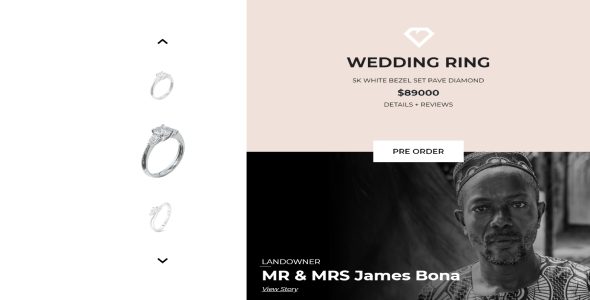 WEDDING RING
5K WHITE BEZEL SET PAVE DIAMOND
$89000
DETAILS + REVIEWS
PRE ORDER
LANDOWNER
MR & MRS James Bona
View Story